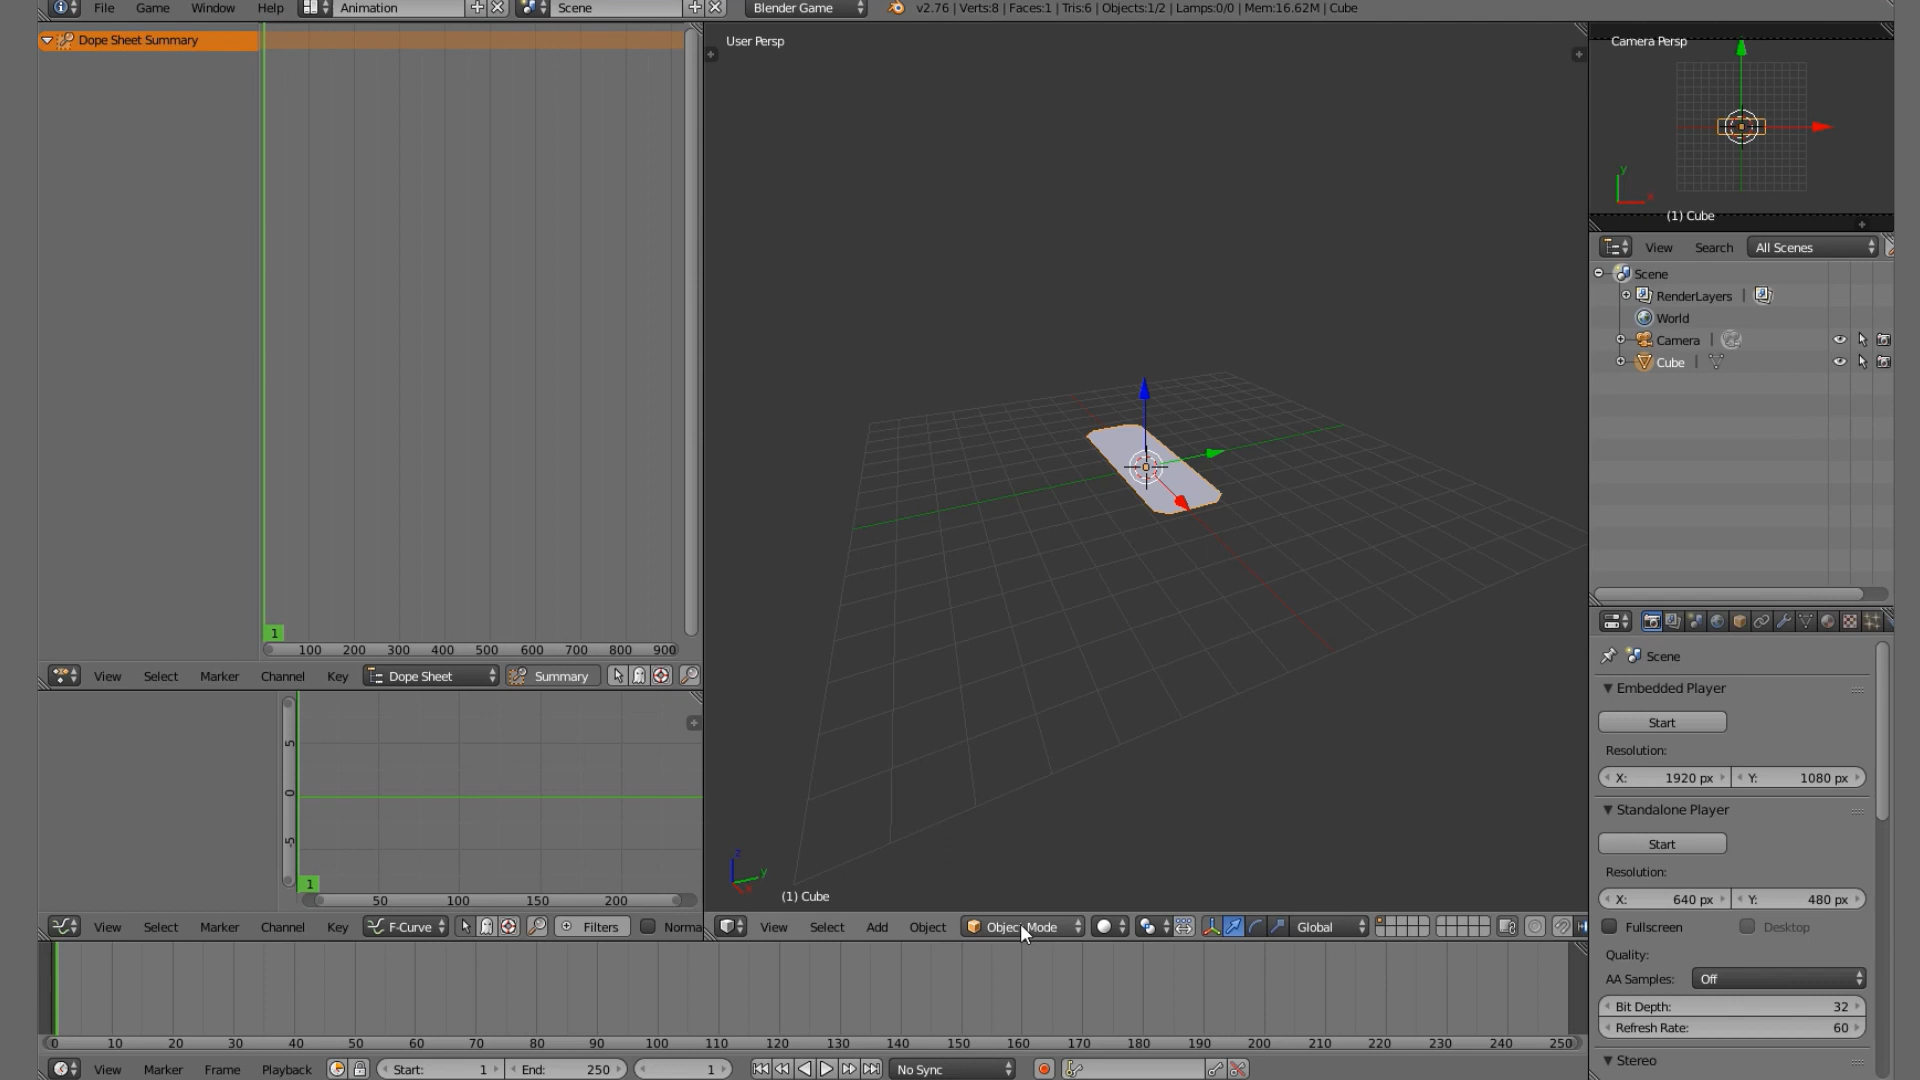 File Game Window Help Animation Scene Blender Game v2.76 | Verts:8 | Faces:1 | Tris:6 | Objects:1/2 | Lamps:0/0 | Mem:16.62M | Cube
Dope Sheet Summary
1
100 200 300 400 500 600 700 800 900
View Select Marker Channel Key Dope Sheet Summary
5
0
-5
1
50 100 150 200
View Select Marker Channel Key F-Curve Filters Norma
User Persp
z
y
x
(1) Cube
View Select Add Object Object Mode Global
Camera Persp
y
x
(1) Cube
View Search All Scenes
Scene
RenderLayers
World
Camera
Cube
Scene
Embedded Player
Start
Resolution:
X: 1920 px Y: 1080 px
Standalone Player
Start
Resolution:
X: 640 px Y: 480 px
Fullscreen Desktop
Quality:
AA Samples: Off
Bit Depth: 32
Refresh Rate: 60
Stereo
0 10 20 30 40 50 60 70 80 90 100 110 120 130 140 150 160 170 180 190 200 210 220 230 240 250
View Marker Frame Playback Start: 1 End: 250 1 No Sync